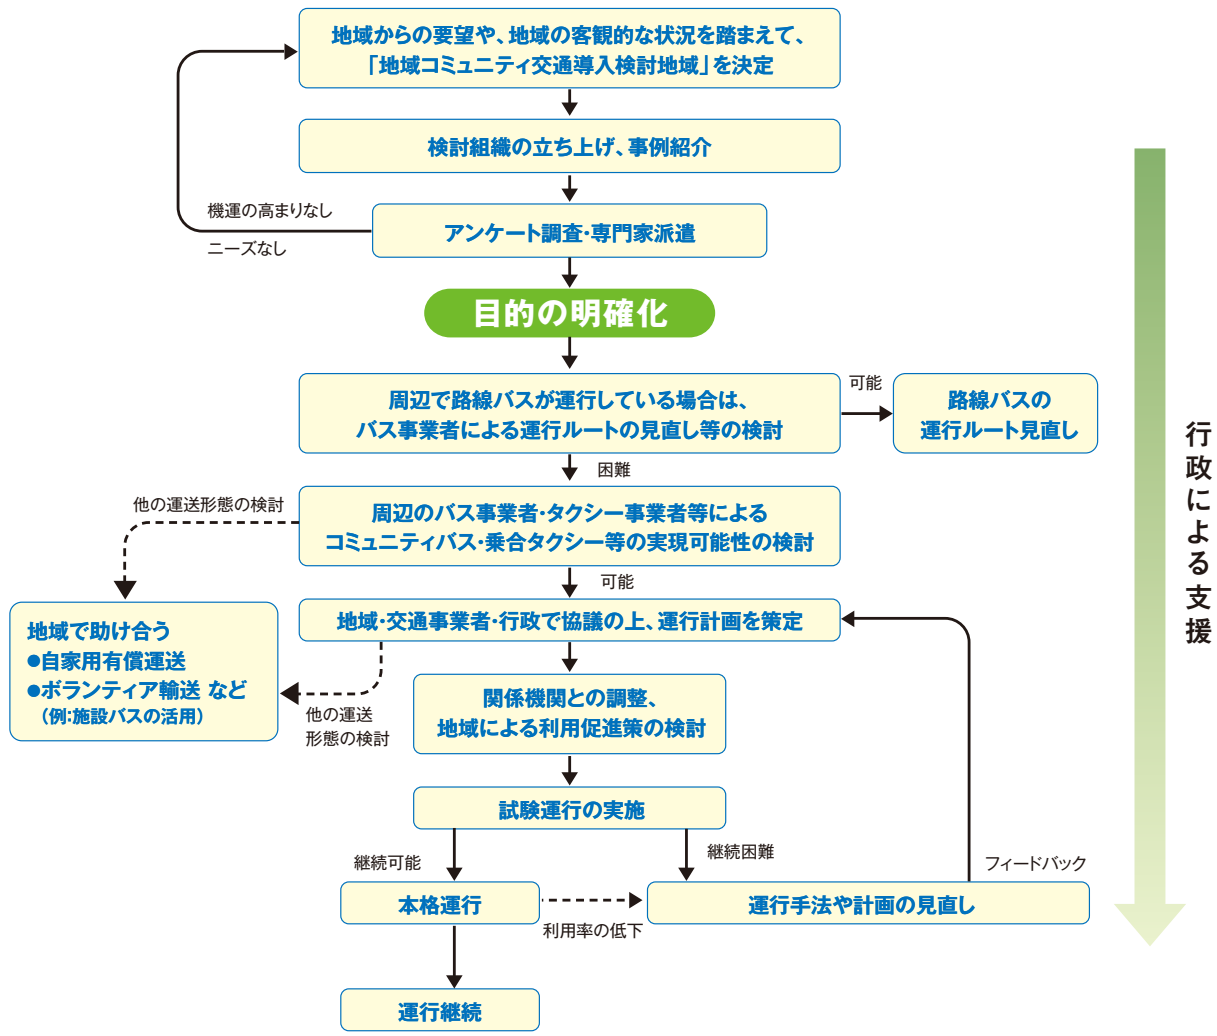 地域からの要望や、地域の客観的な状況を踏まえて、
「地域コミュニティ交通導入検討地域」を決定
検討組織の立ち上げ、事例紹介
機運の高まりなし
ニーズなし
アンケート調査・専門家派遣
目的の明確化
周辺で路線バスが運行している場合は、
バス事業者による運行ルートの見直し等の検討
可能
路線バスの
運行ルート見直し
困難
他の運送形態の検討
周辺のバス事業者・タクシー事業者等による
コミュニティバス・乗合タクシー等の実現可能性の検討
可能
地域で助け合う
●自家用有償運送
●ボランティア輸送 など
（例：施設バスの活用）
地域・交通事業者・行政で協議の上、運行計画を策定
他の運送
形態の検討
関係機関との調整、
地域による利用促進策の検討
試験運行の実施
継続可能
継続困難
フィードバック
本格運行
利用率の低下
運行手法や計画の見直し
運行継続
行政による支援